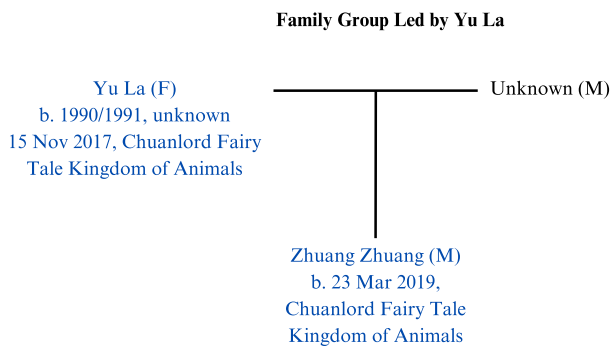 Family Group Led by Yu La
Yu La (F)
b. 1990/1991, unknown
15 Nov 2017, Chuanlord Fairy
Tale Kingdom of Animals
Unknown (M)
Zhuang Zhuang (M)
b. 23 Mar 2019,
Chuanlord Fairy Tale
Kingdom of Animals